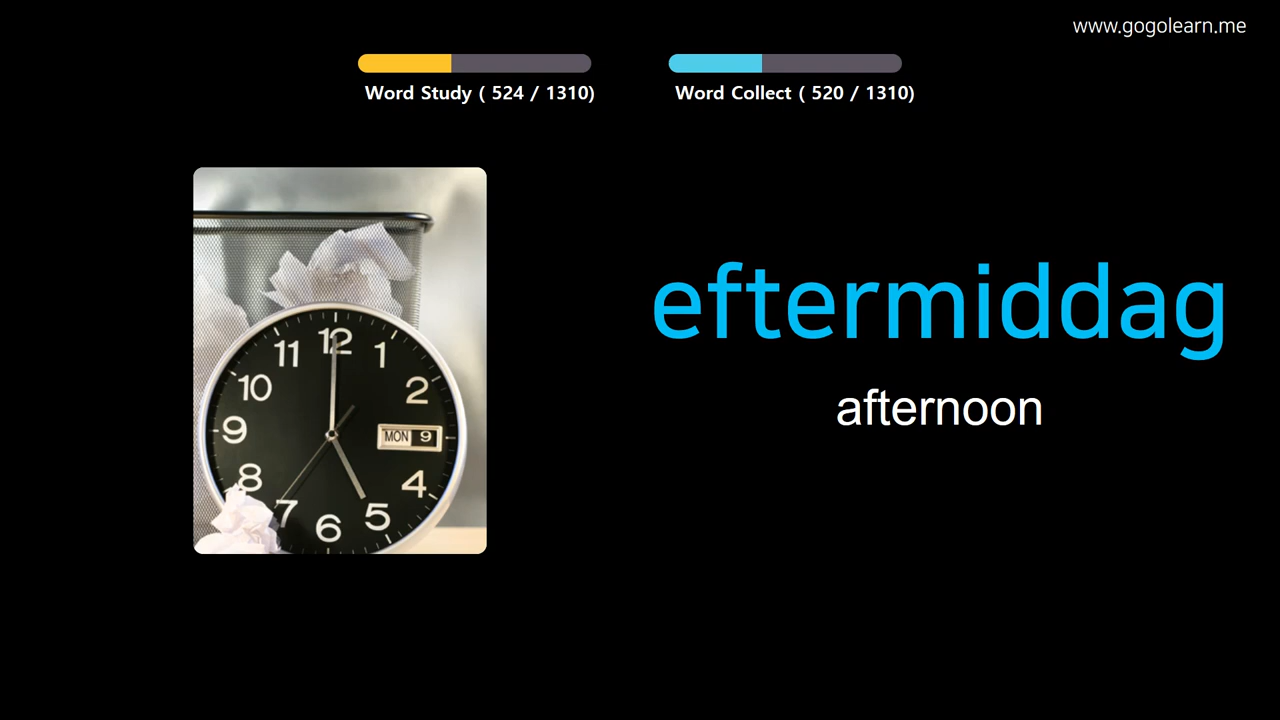 www.gogolearn.me
Word Study ( 524 / 1310)
Word Collect ( 520 / 1310)
eftermiddag
afternoon
12
11
1
10
2
9
MON 9
8
4
7
5
6